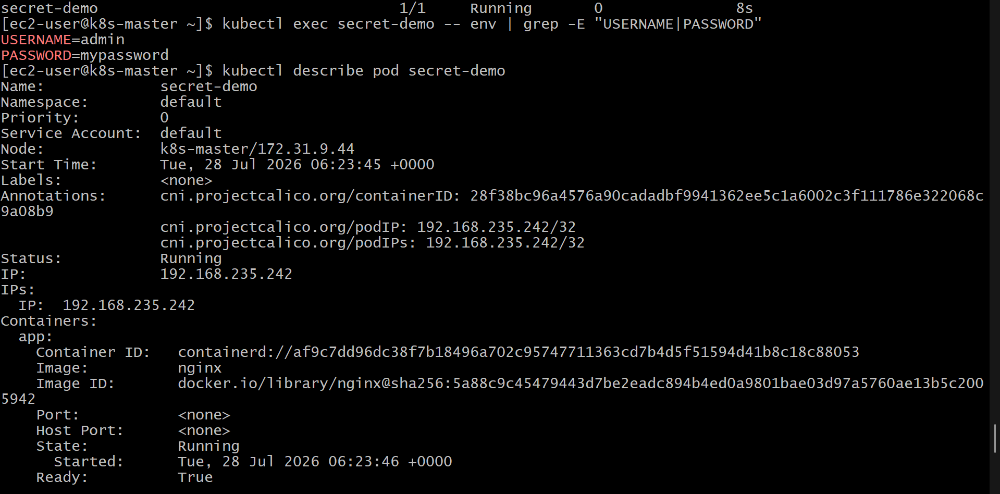 secret-demo                                  1/1     Running       0               8s
[ec2-user@k8s-master ~]$ kubectl exec secret-demo -- env | grep -E "USERNAME|PASSWORD"
USERNAME=admin
PASSWORD=mypassword
[ec2-user@k8s-master ~]$ kubectl describe pod secret-demo
Name:             secret-demo
Namespace:        default
Priority:         0
Service Account:  default
Node:             k8s-master/172.31.9.44
Start Time:       Tue, 28 Jul 2026 06:23:45 +0000
Labels:           <none>
Annotations:      cni.projectcalico.org/containerID: 28f38bc96a4576a90cadadbf9941362ee5c1a6002c3f111786e322068c
9a08b9
                  cni.projectcalico.org/podIP: 192.168.235.242/32
                  cni.projectcalico.org/podIPs: 192.168.235.242/32
Status:           Running
IP:               192.168.235.242
IPs:
  IP:  192.168.235.242
Containers:
  app:
    Container ID:   containerd://af9c7dd96dc38f7b18496a702c95747711363cd7b4d5f51594d41b8c18c88053
    Image:          nginx
    Image ID:       docker.io/library/nginx@sha256:5a88c9c45479443d7be2eadc894b4ed0a9801bae03d97a5760ae13b5c200
5942
    Port:           <none>
    Host Port:      <none>
    State:          Running
      Started:      Tue, 28 Jul 2026 06:23:46 +0000
    Ready:          True